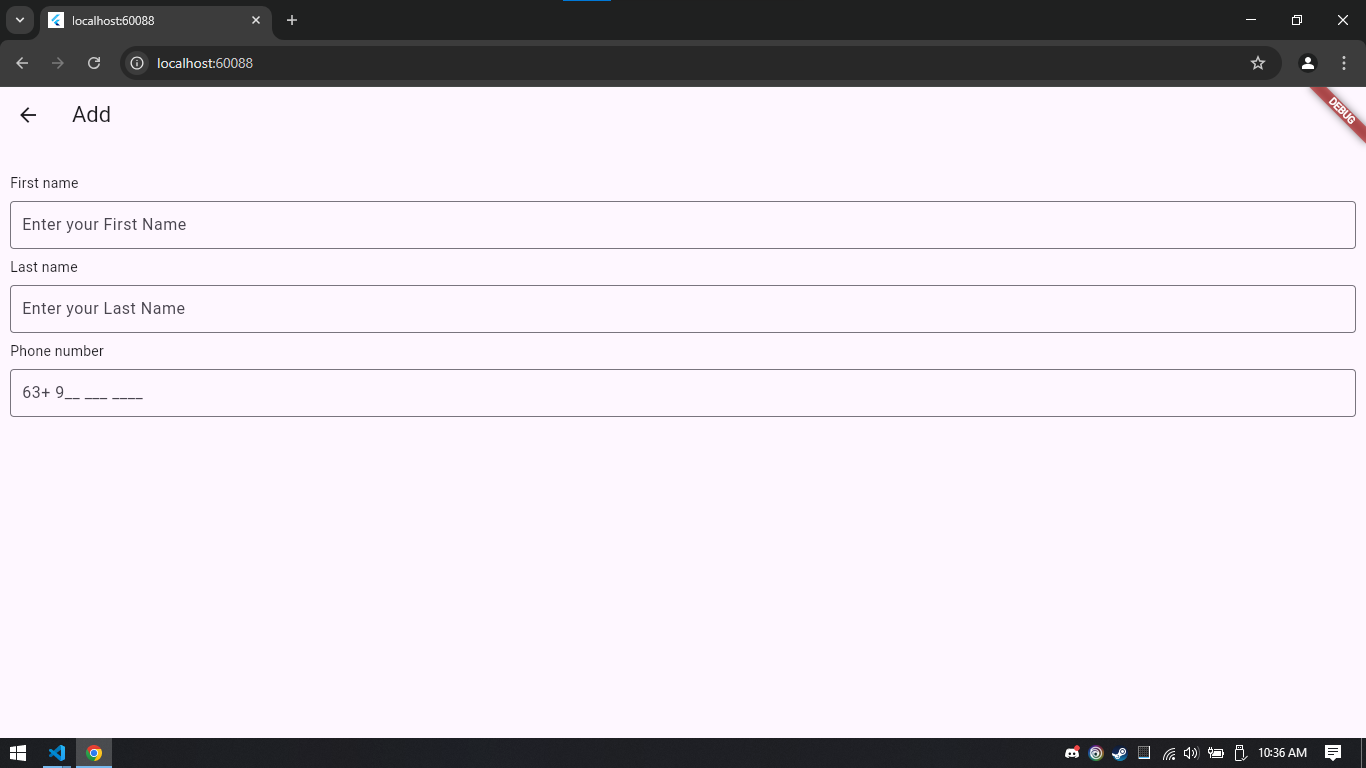 localhost:60088
localhost:60088
Add
DEBUG
First name
Enter your First Name
Last name
Enter your Last Name
Phone number
63+ 9__ ___ ____
10:36 AM